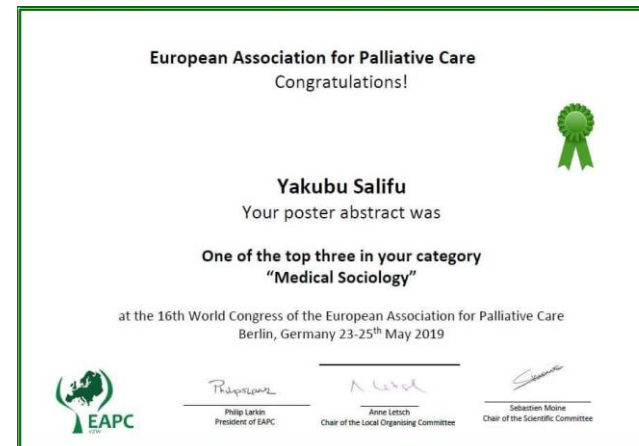 European Association for Palliative Care
Congratulations!
Yakubu Salifu
Your poster abstract was
One of the top three in your category
“Medical Sociology”
at the 16th World Congress of the European Association for Palliative Care
Berlin, Germany 23-25th May 2019
EAPC
vzw
Philip Larkin
President of EAPC
Anne Letsch
Chair of the Local Organising Committee
Sebastien Moine
Chair of the Scientific Committee